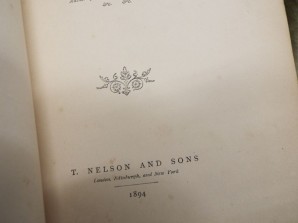 T. NELSON AND SONS
London, Edinburgh, and New York
1894